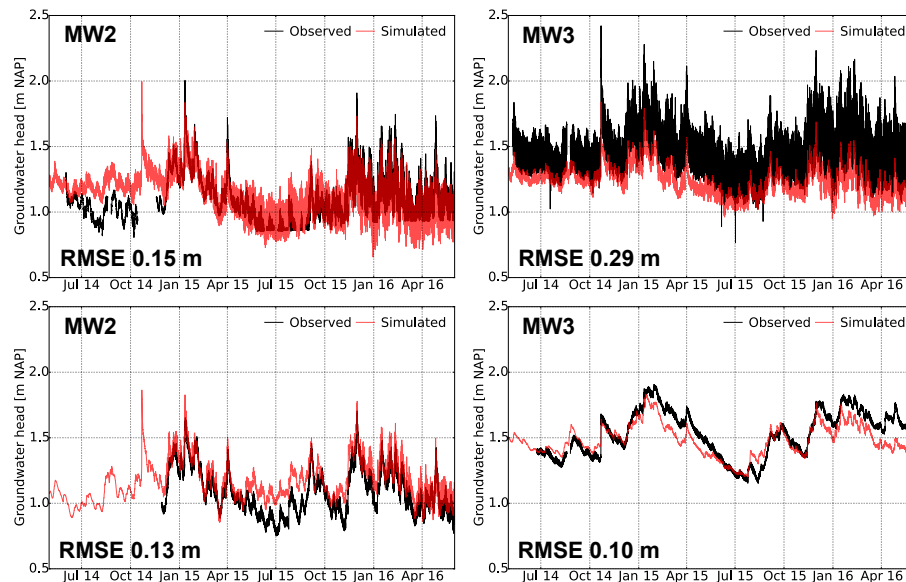 2.5
MW2
Observed
Simulated
2.0
1.5
1.0
0.5
Groundwater head [m NAP]
RMSE 0.15 m
Jul 14 Oct 14 Jan 15 Apr 15 Jul 15 Oct 15 Jan 16 Apr 16
2.5
MW3
Observed
Simulated
2.0
1.5
1.0
0.5
Groundwater head [m NAP]
RMSE 0.29 m
Jul 14 Oct 14 Jan 15 Apr 15 Jul 15 Oct 15 Jan 16 Apr 16
2.5
MW2
Observed
Simulated
2.0
1.5
1.0
0.5
Groundwater head [m NAP]
RMSE 0.13 m
Jul 14 Oct 14 Jan 15 Apr 15 Jul 15 Oct 15 Jan 16 Apr 16
2.5
MW3
Observed
Simulated
2.0
1.5
1.0
0.5
Groundwater head [m NAP]
RMSE 0.10 m
Jul 14 Oct 14 Jan 15 Apr 15 Jul 15 Oct 15 Jan 16 Apr 16